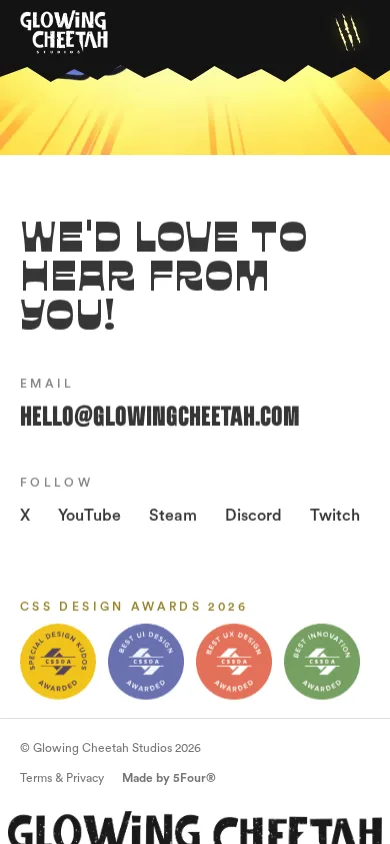 GLOWiNG
CHEETAH
STUDIOS
WE'D LOVE TO
HEAR FROM
YOU!
EMAIL
HELLO@GLOWINGCHEETAH.COM
FOLLOW
X YouTube Steam Discord Twitch
CSS DESIGN AWARDS 2026
SPECIAL DESIGN KUDOS CSSDA AWARDED
BEST UI DESIGN CSSDA AWARDED
BEST UX DESIGN CSSDA AWARDED
BEST INNOVATION CSSDA AWARDED
© Glowing Cheetah Studios 2026
Terms & Privacy Made by 5Four®
GLOWiNG CHEETAH